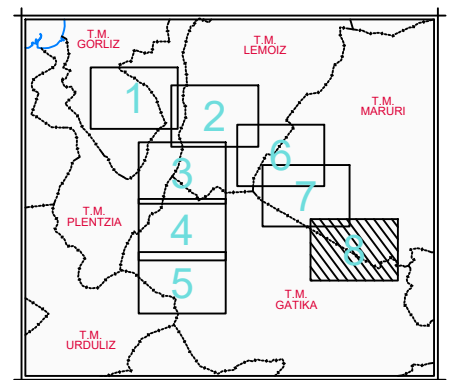 T.M.
GORLIZ
T.M.
LEMOIZ
T.M.
MARURI
1
2
6
3
7
T.M.
PLENTZIA
4
8
5
T.M.
GATIKA
T.M.
URDULIZ